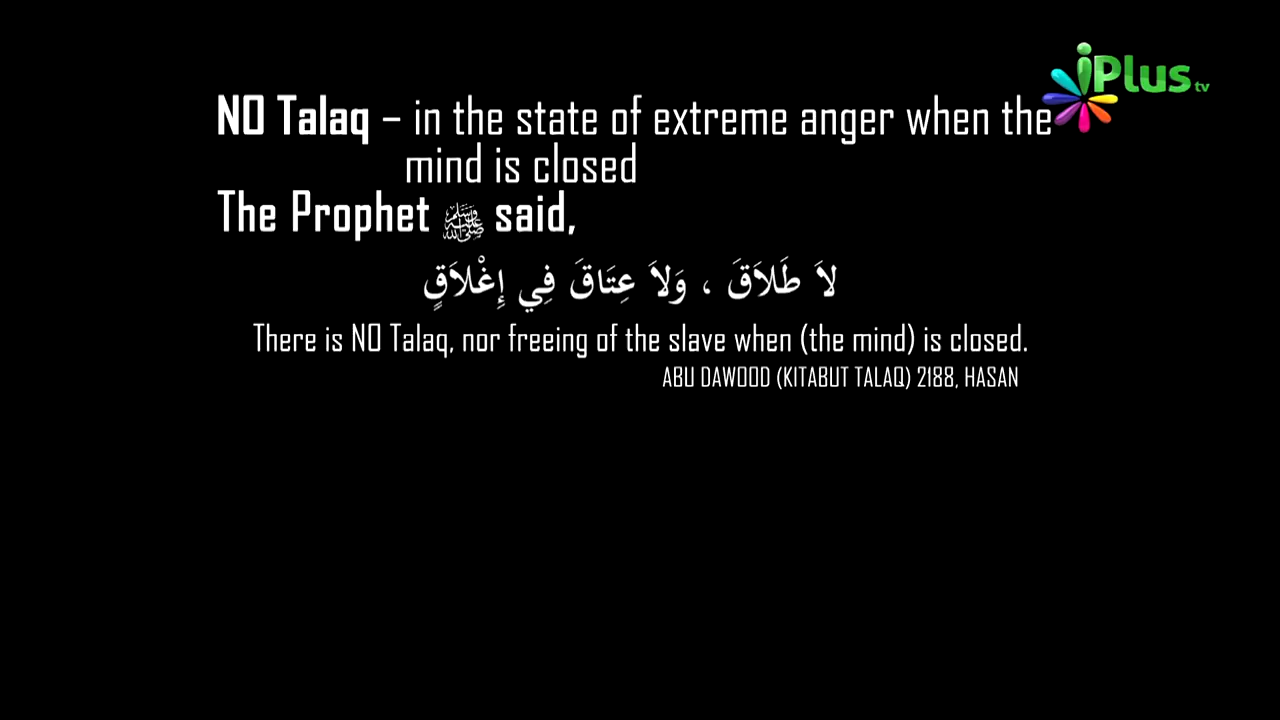 iPlus tv
NO Talaq – in the state of extreme anger when the
mind is closed
The Prophet ﷺ said,
لاَ طَلاَقَ ، وَلاَ عِتَاقَ فِي إِغْلاَقٍ
There is NO Talaq, nor freeing of the slave when (the mind) is closed.
ABU DAWOOD (KITABUT TALAQ) 2188, HASAN